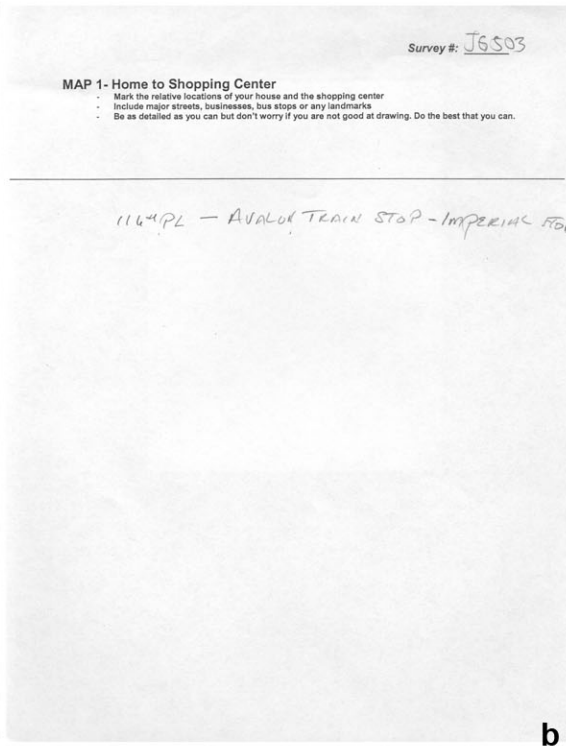 Survey #: J6503
MAP 1- Home to Shopping Center
- Mark the relative locations of your house and the shopping center
- Include major streets, businesses, bus stops or any landmarks
- Be as detailed as you can but don't worry if you are not good at drawing. Do the best that you can.
PL — AVALON TRAIN STOP - IMPERIAL
b